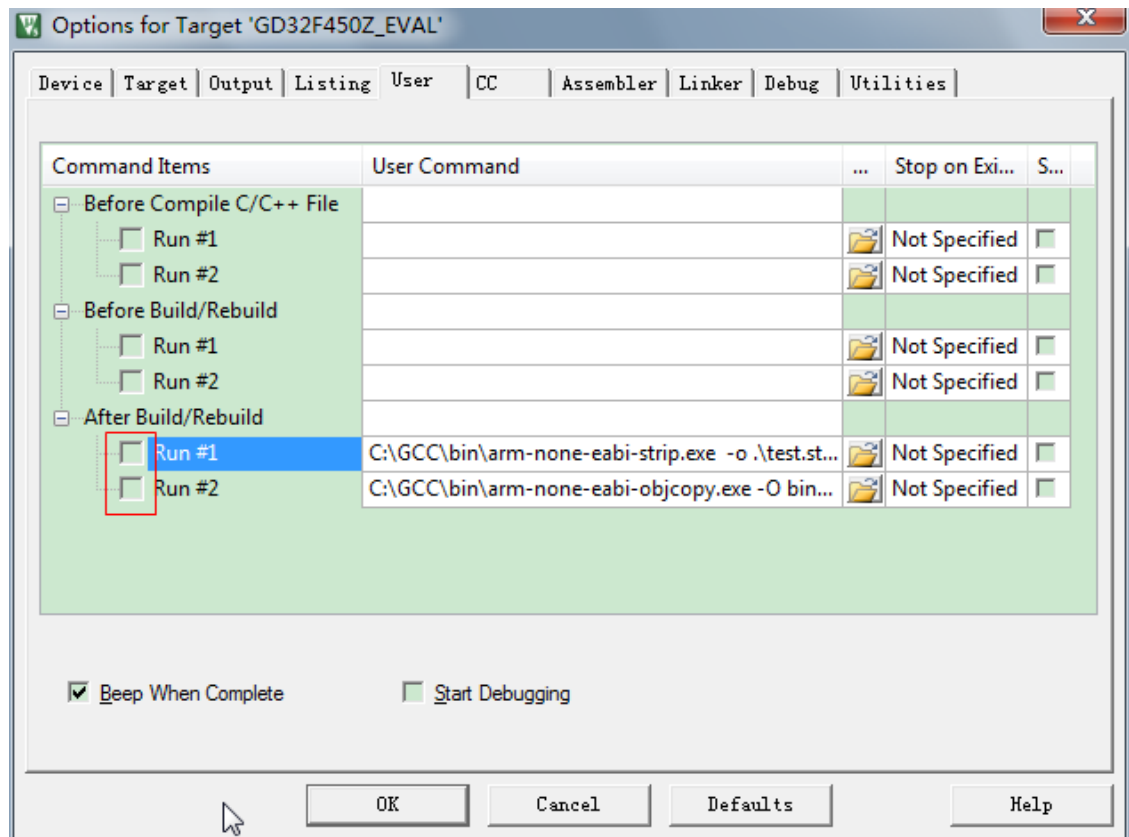 Options for Target 'GD32F450Z_EVAL'
Device Target Output Listing User CC Assembler Linker Debug Utilities
Command Items User Command ... Stop on Exi... S...
Before Compile C/C++ File
Run #1 Not Specified
Run #2 Not Specified
Before Build/Rebuild
Run #1 Not Specified
Run #2 Not Specified
After Build/Rebuild
Run #1 C:\GCC\bin\arm-none-eabi-strip.exe -o .\test.st... Not Specified
Run #2 C:\GCC\bin\arm-none-eabi-objcopy.exe -O bin... Not Specified
Beep When Complete Start Debugging
OK Cancel Defaults Help